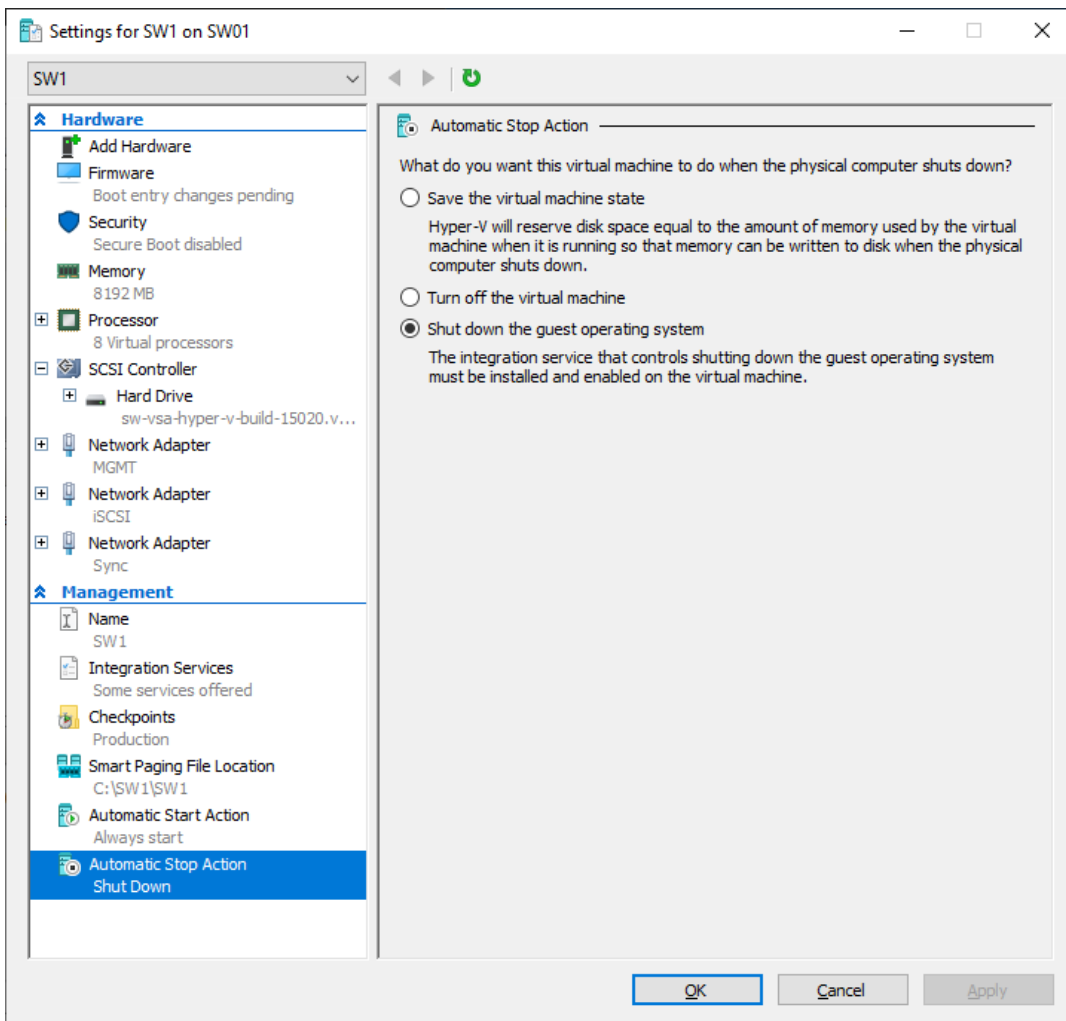 Settings for SW1 on SW01
SW1
Hardware
Add Hardware
Firmware
Boot entry changes pending
Security
Secure Boot disabled
Memory
8192 MB
Processor
8 Virtual processors
SCSI Controller
Hard Drive
sw-vsa-hyper-v-build-15020.v...
Network Adapter
MGMT
Network Adapter
iSCSI
Network Adapter
Sync
Management
Name
SW1
Integration Services
Some services offered
Checkpoints
Production
Smart Paging File Location
C:\SW1\SW1
Automatic Start Action
Always start
Automatic Stop Action
Shut Down
Automatic Stop Action
What do you want this virtual machine to do when the physical computer shuts down?
Save the virtual machine state
Hyper-V will reserve disk space equal to the amount of memory used by the virtual
machine when it is running so that memory can be written to disk when the physical
computer shuts down.
Turn off the virtual machine
Shut down the guest operating system
The integration service that controls shutting down the guest operating system
must be installed and enabled on the virtual machine.
OK
Cancel
Apply